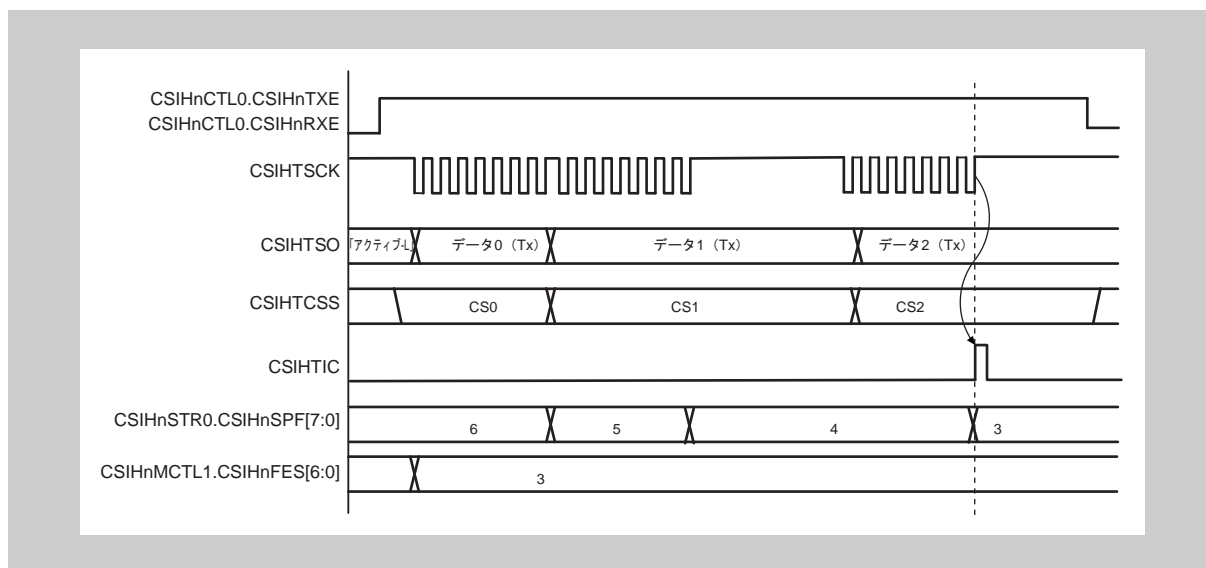 CSIHnCTL0.CSIHnTXE
CSIHnCTL0.CSIHnRXE
CSIHTSCK
CSIHTSO
「アクティブ-L」
データ0 (Tx)
データ1 (Tx)
データ2 (Tx)
CSIHTCSS
CS0
CS1
CS2
CSIHTIC
CSIHnSTR0.CSIHnSPF[7:0]
6
5
4
3
CSIHnMCTL1.CSIHnFES[6:0]
3